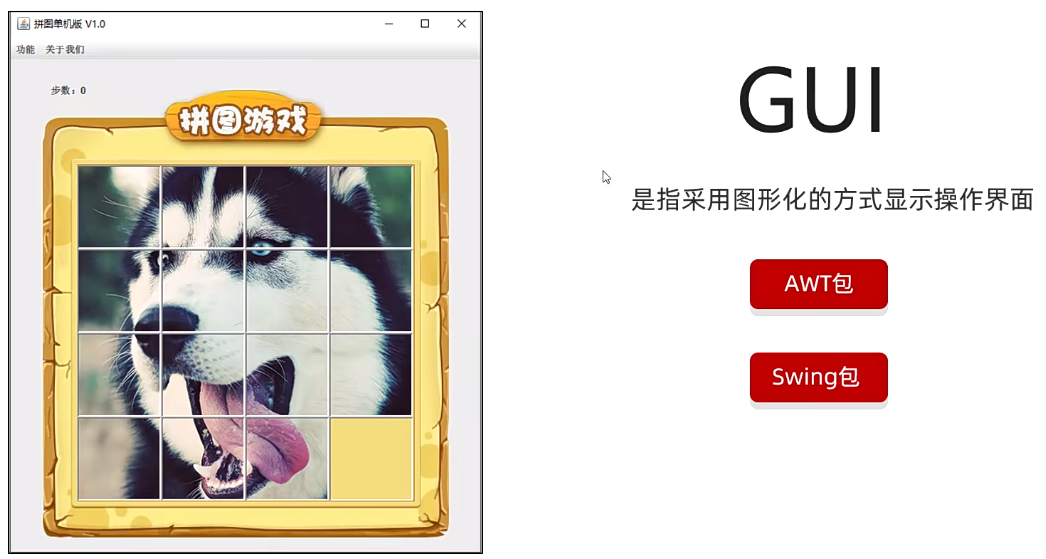 拼图单机版 V1.0
功能 关于我们
步数：0
拼图游戏
GUI
是指采用图形化的方式显示操作界面
AWT包
Swing包